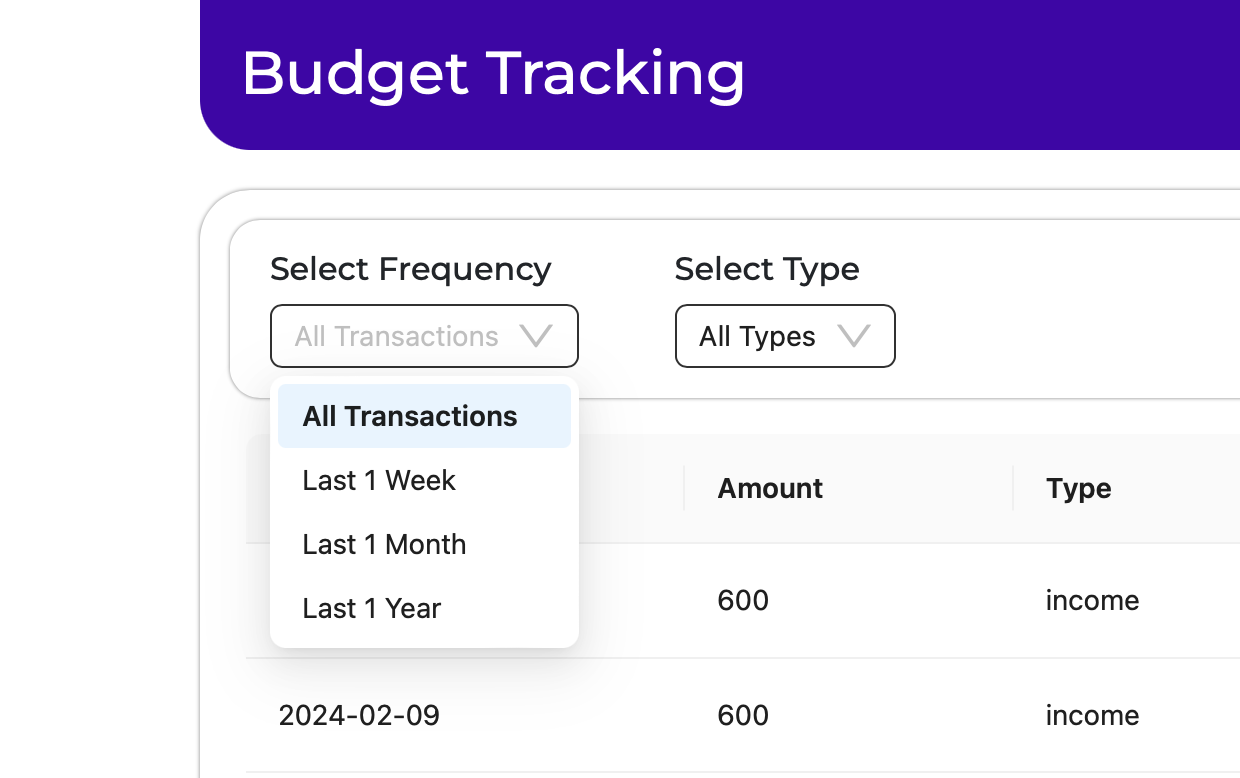 Budget Tracking
Select Frequency Select Type
All Transactions All Types
All Transactions
Last 1 Week
Amount Type
Last 1 Month
600 income
Last 1 Year
2024-02-09 600 income